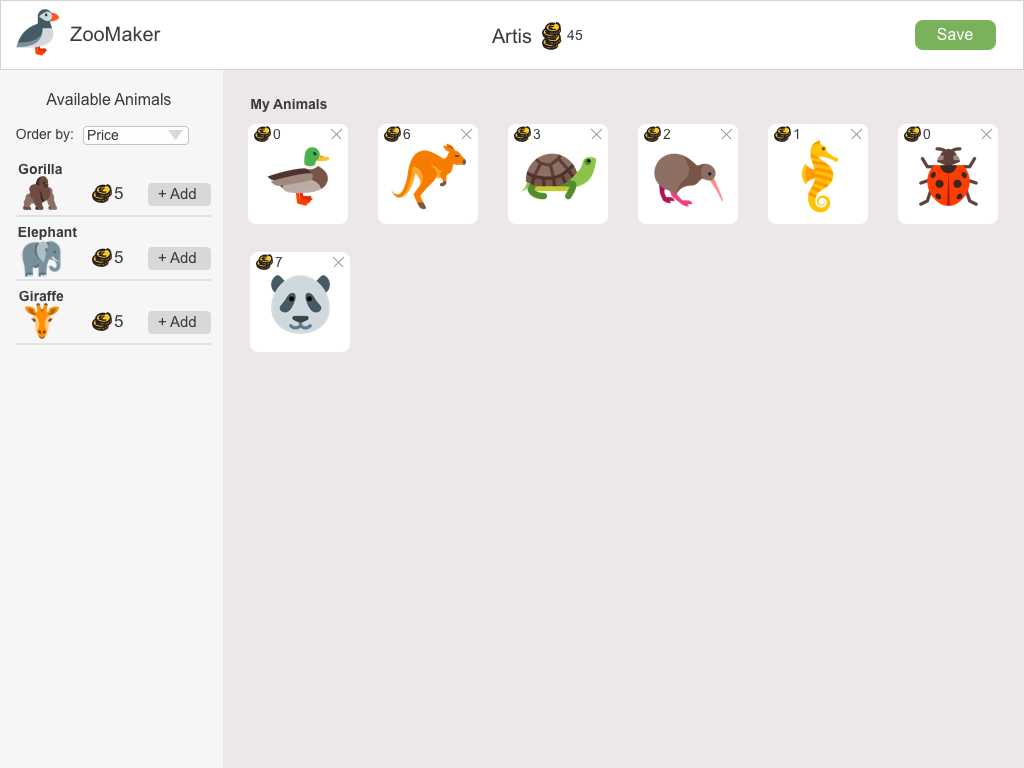 ZooMaker
Artis 45
Save
Available Animals
Order by: Price
Gorilla
5 + Add
Elephant
5 + Add
Giraffe
5 + Add
My Animals
0 6 3 2 1 0
7